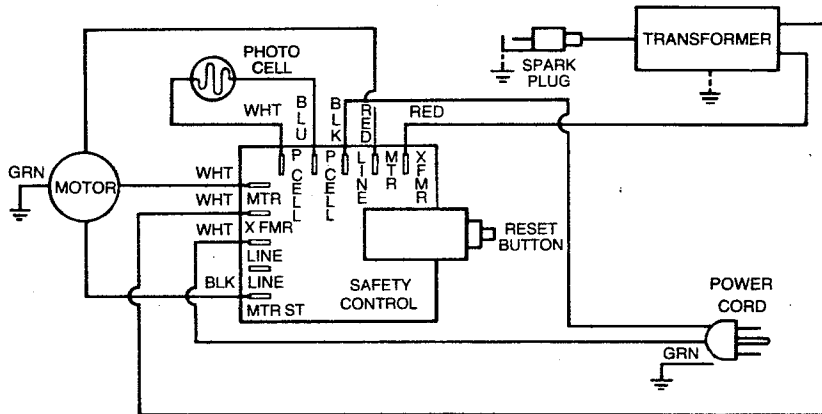 PHOTO
CELL
TRANSFORMER
SPARK
PLUG
WHT
BLU
BLK
RED
RED
P CELL
P CELL
LINE
MTR
XFMR
GRN
MOTOR
WHT
MTR
WHT
X FMR
WHT
LINE
LINE
BLK
MTR ST
SAFETY
CONTROL
RESET
BUTTON
POWER
CORD
GRN